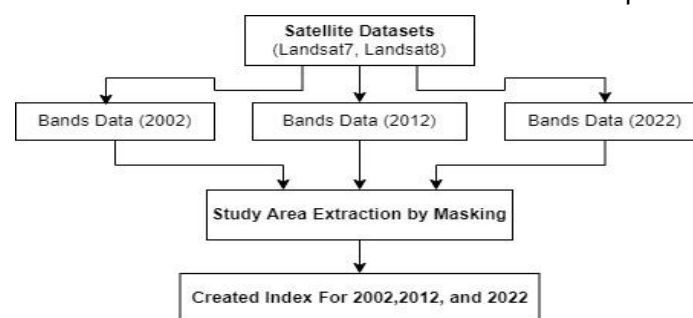 Satellite Datasets
(Landsat7, Landsat8)
Bands Data (2002)
Bands Data (2012)
Bands Data (2022)
Study Area Extraction by Masking
Created Index For 2002,2012, and 2022